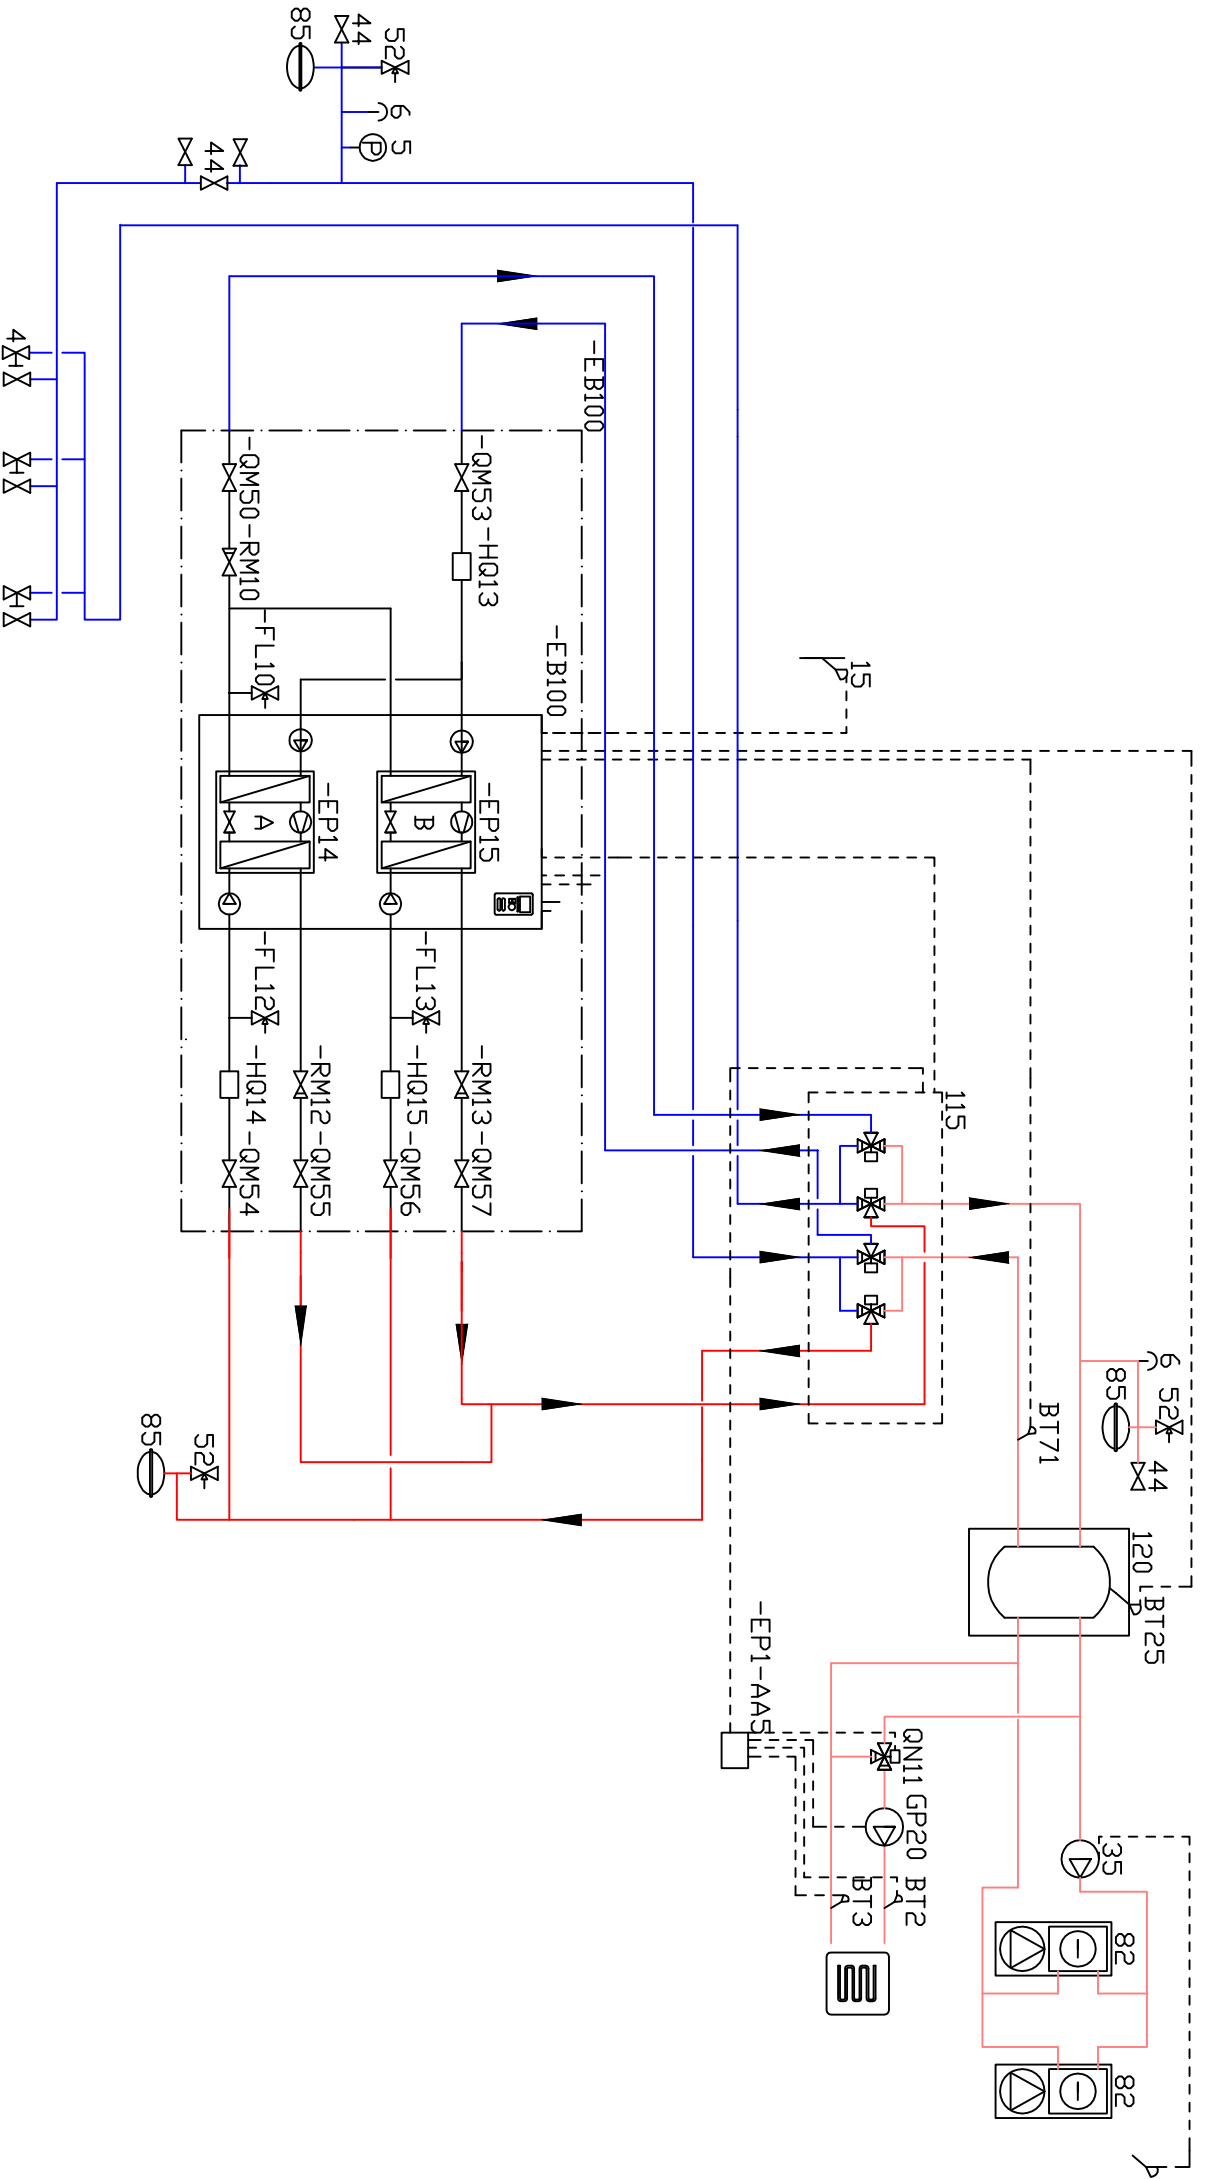 85
44
52
6
P
5
44
4
-EB100
-QM50
-RM10
-QM53
-HQ13
-FL10
-EB100
15
-EP14
A
-EP15
B
-FL12
-FL13
-HQ14
-QM54
-RM12
-QM55
-HQ15
-QM56
-RM13
-QM57
115
85
52
6
85
52
44
BT71
120
BT25
-EP1-AA5
QN11
GP20
BT2
BT3
35
82
82